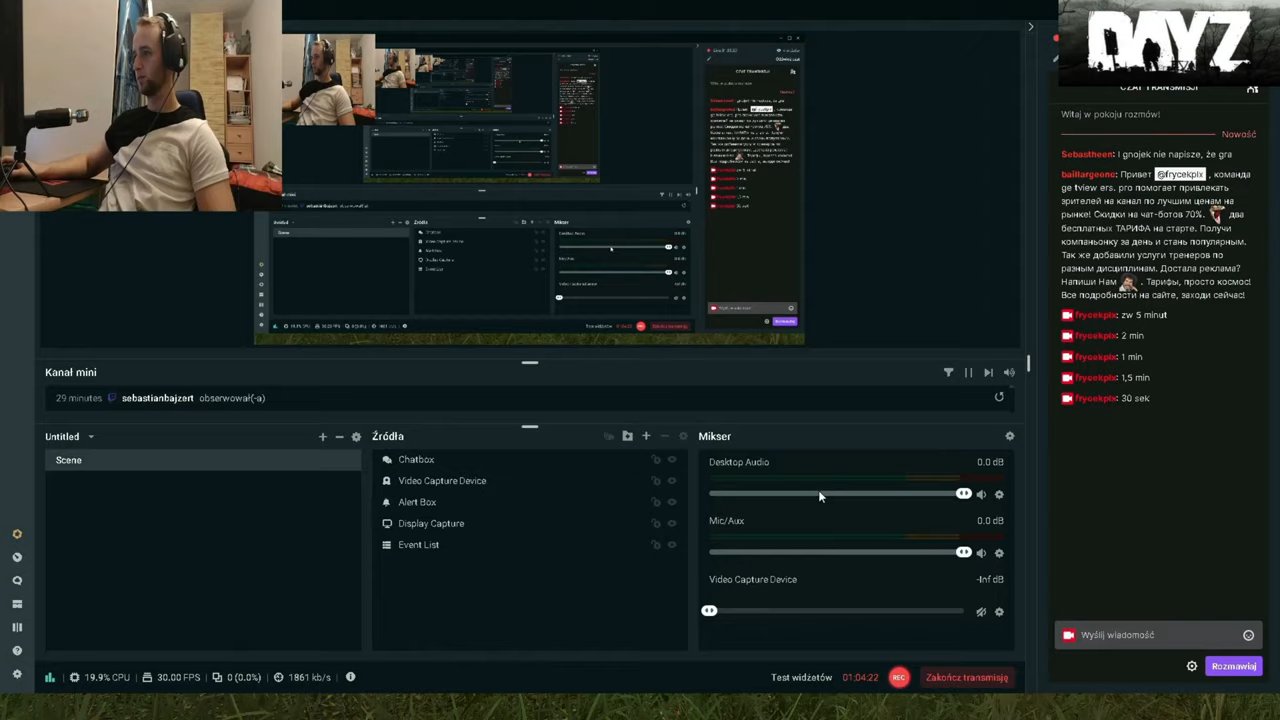 DAYZ
CZAT TRANSMISJI
Witaj w pokoju rozmów!
Nowość
Sebastheen: I gnojek nie napisze, że gra
baillargeonc: Привет @frycekpix , команда
ge tview ers. pro помогает привлекать
зрителей на канал по лучшим ценам на
рынке! Скидки на чат-ботов 70%. два
бесплатных ТАРИФА на старте. Получи
компаньонку за день и стань популярным.
Так же добавили услуги тренеров по
разным дисциплинам. Достала реклама?
Напиши Нам . Тарифы, просто космос!
Все подробности на сайте, заходи сейчас!
frycekpix: zw 5 minut
frycekpix: 2 min
frycekpix: 1 min
frycekpix: 1,5 min
frycekpix: 30 sek
Kanał mini
29 minutes sebastianbajzert obserwował(-a)
Untitled
Scene
Źródła
Chatbox
Video Capture Device
Alert Box
Display Capture
Event List
Mikser
Desktop Audio 0.0 dB
Mic/Aux 0.0 dB
Video Capture Device -Inf dB
19.9% CPU 30.00 FPS 0 (0.0%) 1861 kb/s
Test widżetów 01:04:22 REC Zakończ transmisję
Wyślij wiadomość
Rozmawiaj